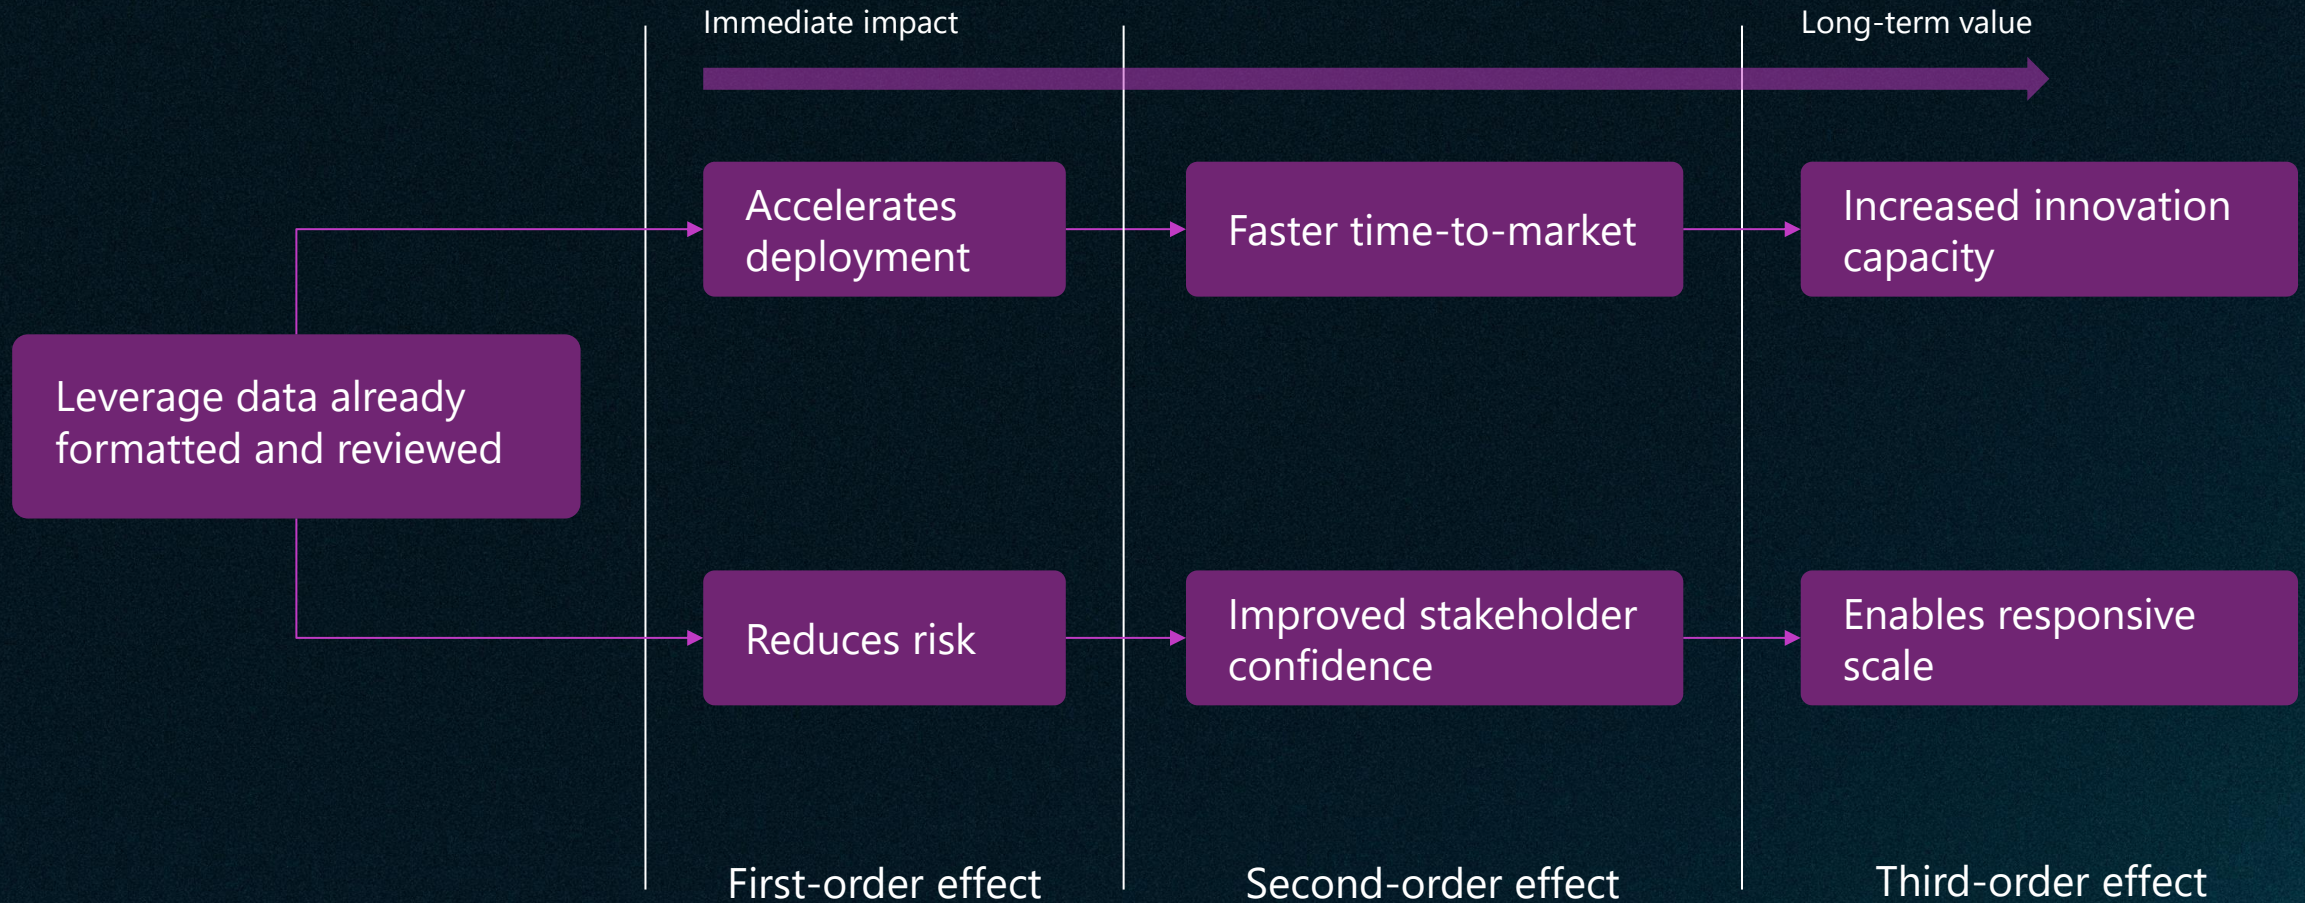 Immediate impact
Long-term value
Accelerates
deployment
Faster time-to-market
Increased innovation
capacity
Leverage data already
formatted and reviewed
Reduces risk
Improved stakeholder
confidence
Enables responsive
scale
First-order effect
Second-order effect
Third-order effect